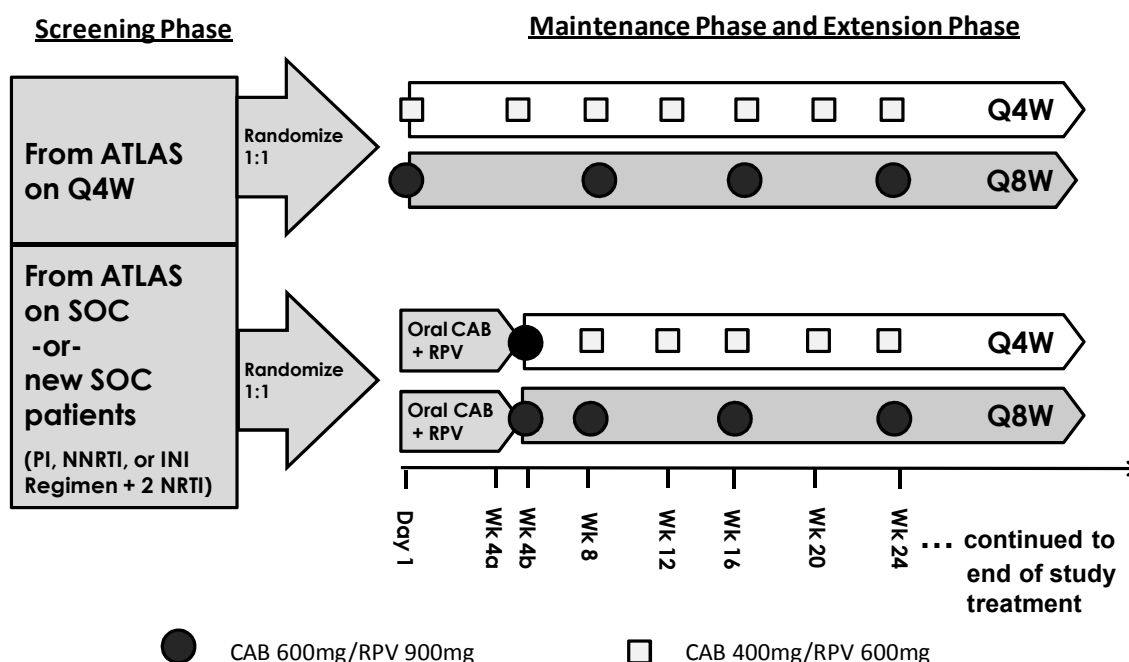 Screening Phase
Maintenance Phase and Extension Phase
From ATLAS
on Q4W
Randomize
1:1
Q4W
Q8W
From ATLAS
on SOC
-or-
new SOC
patients
(PI, NNRTI, or INI
Regimen + 2 NRTI)
Randomize
1:1
Oral CAB
+ RPV
Q4W
Oral CAB
+ RPV
Q8W
Day 1
Wk 4a
Wk 4b
Wk 8
Wk 12
Wk 16
Wk 20
Wk 24
... continued to
end of study
treatment
CAB 600mg/RPV 900mg
CAB 400mg/RPV 600mg